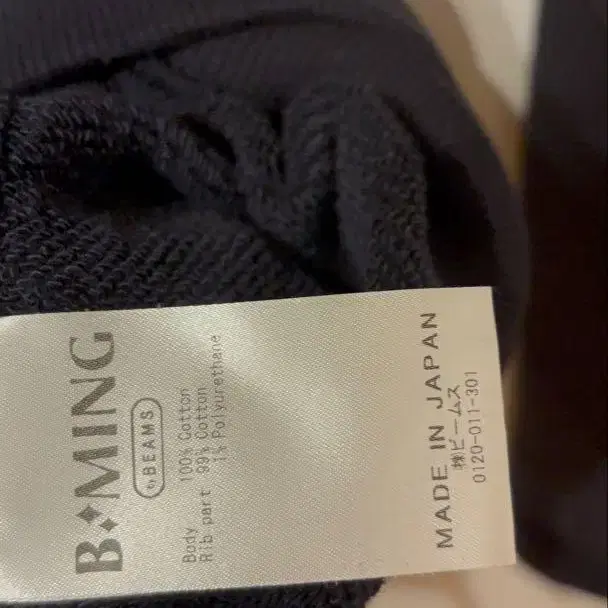 B:MING
by BEAMS
Body 100% Cotton
Rib part 99% Cotton
1% Polyurethane
MADE IN JAPAN
㈱ビームス
0120-011-301